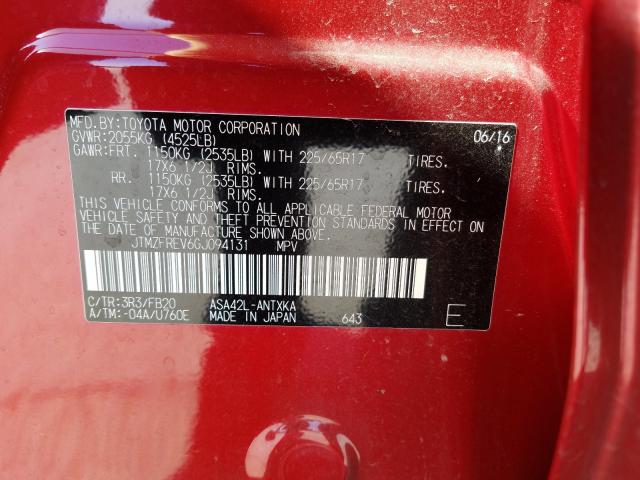 MFD.BY:TOYOTA MOTOR CORPORATION 06/16
GVWR:2055KG (4525LB)
GAWR:FRT. 1150KG (2535LB) WITH 225/65R17 TIRES.
17X6 1/2J RIMS.
RR. 1150KG (2535LB) WITH 225/65R17 TIRES.
17X6 1/2J RIMS.
THIS VEHICLE CONFORMS TO ALL APPLICABLE FEDERAL MOTOR
VEHICLE SAFETY AND THEFT PREVENTION STANDARDS IN EFFECT ON
THE DATE OF MANUFACTURE SHOWN ABOVE.
JTMZFREV6GJ094131 MPV
C/TR:3R3/FB20 ASA42L-ANTXKA
A/TM:-04A/U760E MADE IN JAPAN 643 E